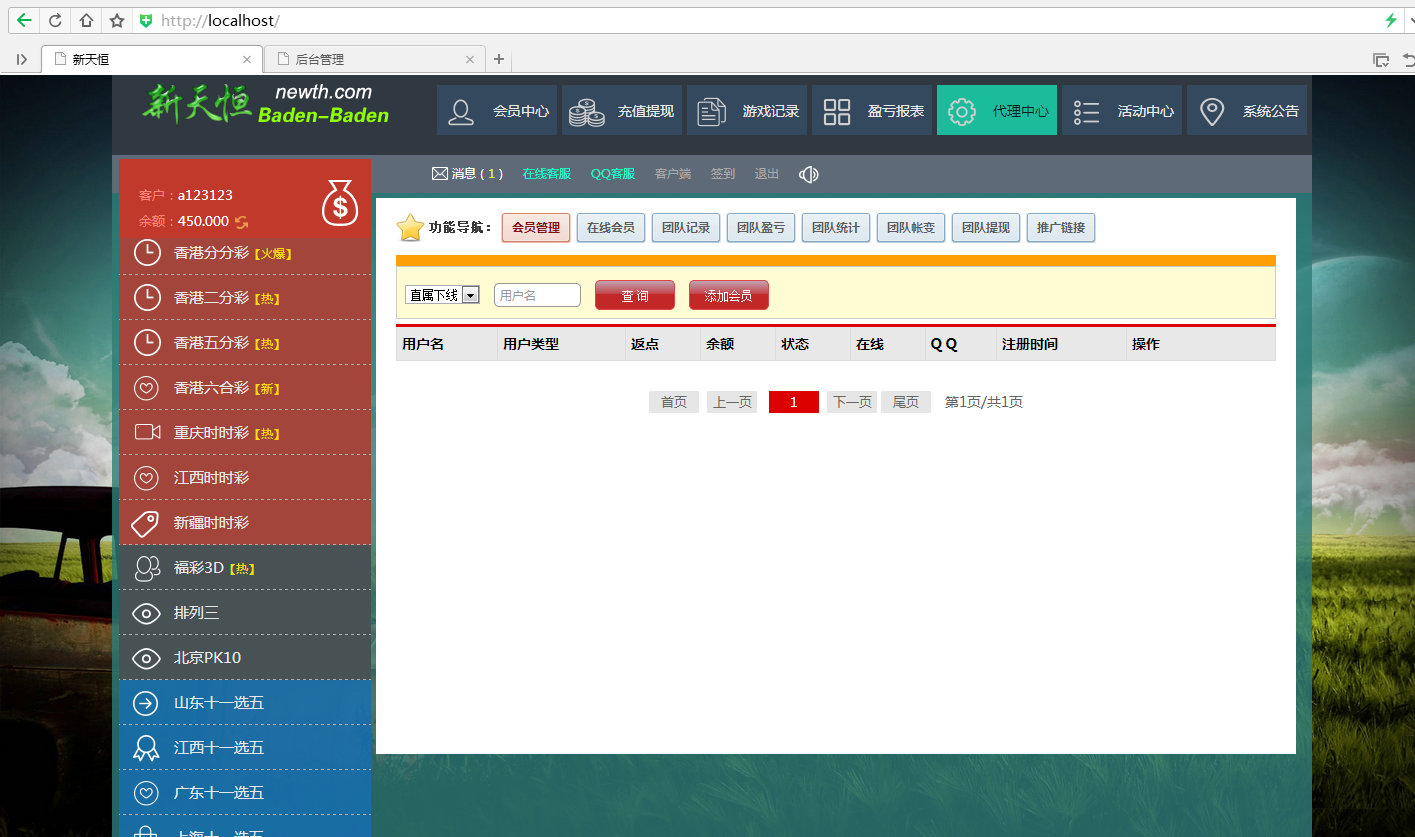 http://localhost/
新天恒
后台管理
新天恒 newth.com
Baden-Baden
会员中心 充值提现 游戏记录 盈亏报表 代理中心 活动中心 系统公告
消息 ( 1 ) 在线客服 QQ客服 客户端 签到 退出
客户：a123123
余额：450.000
$
香港分分彩【火爆】
香港二分彩【热】
香港五分彩【热】
香港六合彩【新】
重庆时时彩【热】
江西时时彩
新疆时时彩
福彩3D【热】
排列三
北京PK10
山东十一选五
江西十一选五
广东十一选五
上海十一选五
功能导航： 会员管理 在线会员 团队记录 团队盈亏 团队统计 团队帐变 团队提现 推广链接
直属下线 用户名 查 询 添加会员
用户名 用户类型 返点 余额 状态 在线 Q Q 注册时间 操作
首页 上一页 1 下一页 尾页 第1页/共1页